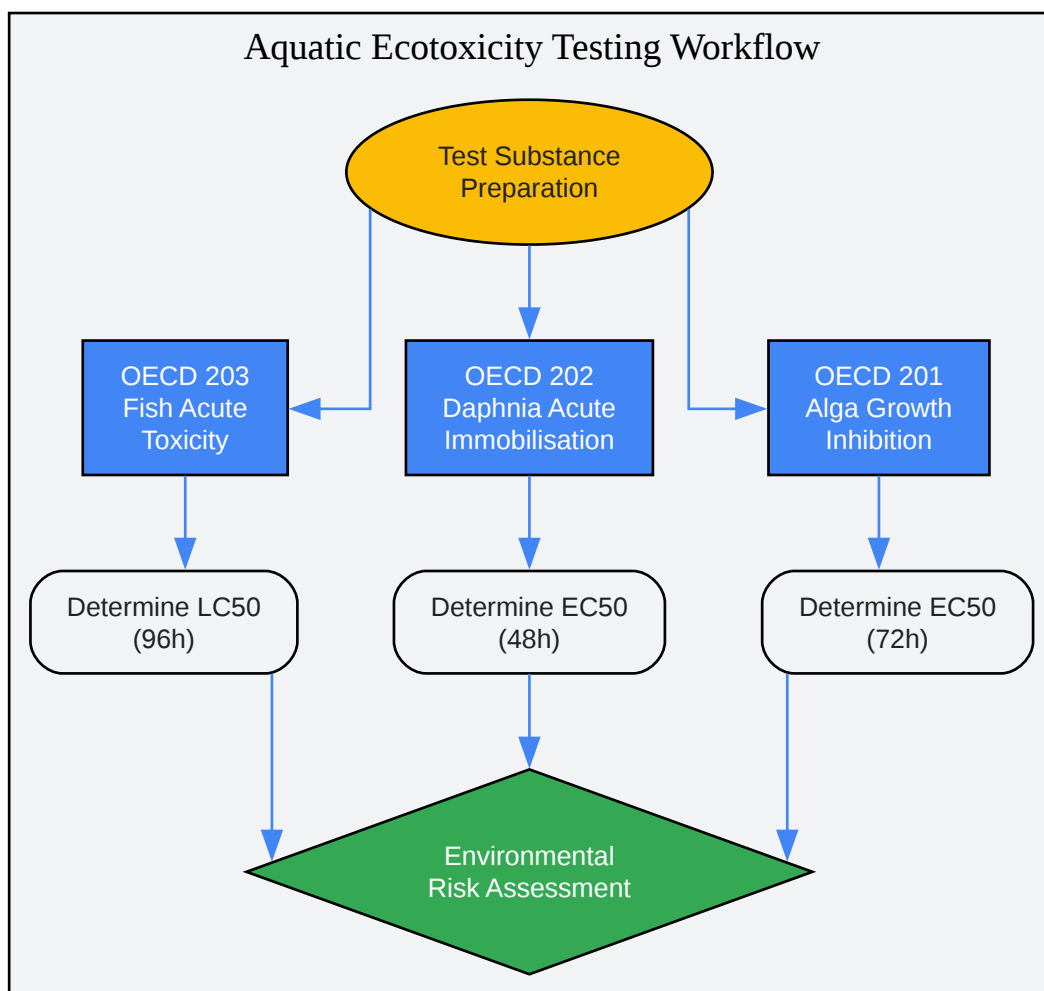 Aquatic Ecotoxicity Testing Workflow
Test Substance
Preparation
OECD 203
Fish Acute
Toxicity
OECD 202
Daphnia Acute
Immobilisation
OECD 201
Alga Growth
Inhibition
Determine LC50
(96h)
Determine EC50
(48h)
Determine EC50
(72h)
Environmental
Risk Assessment